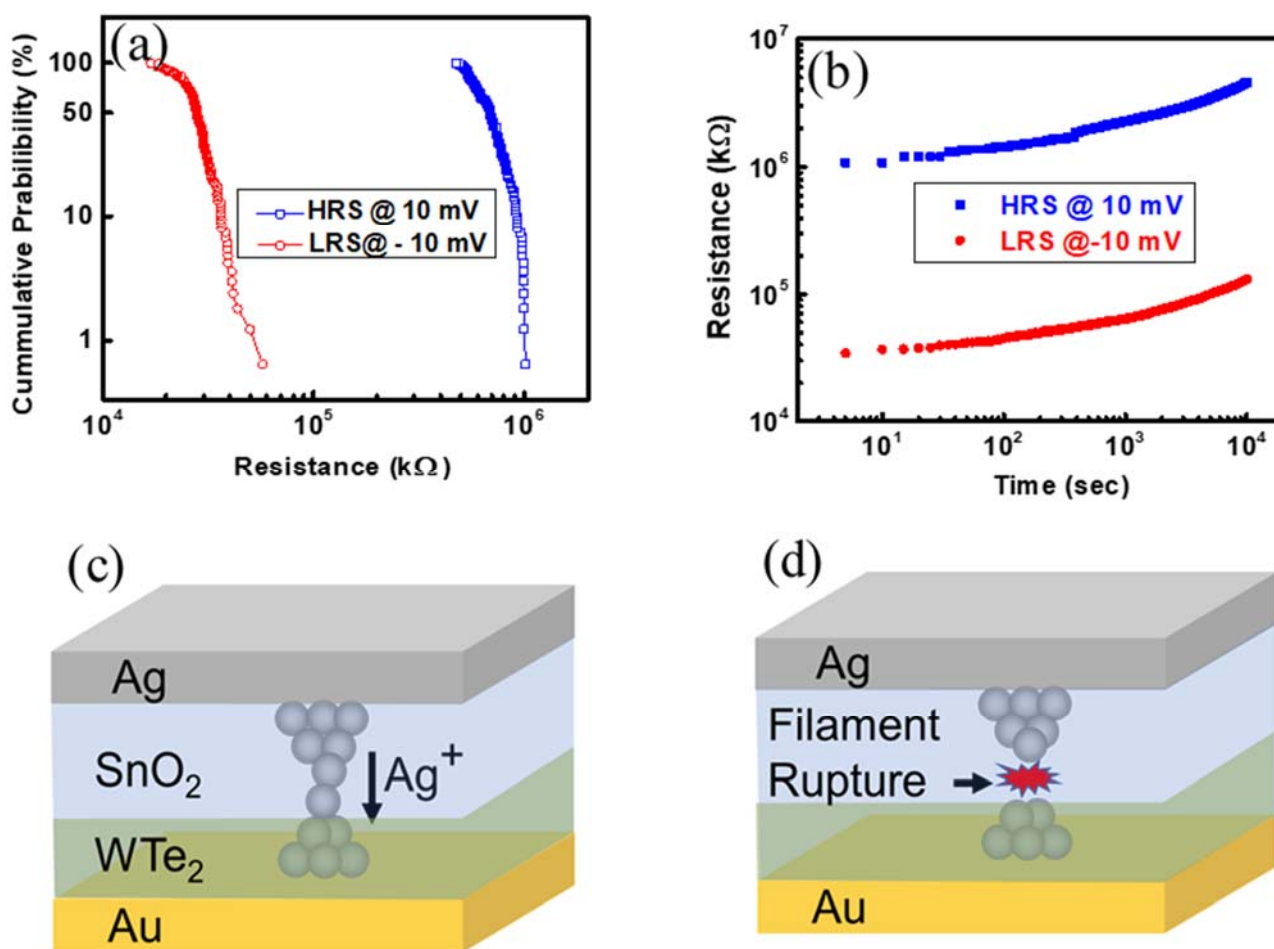 (a)
Cummulative Prabilibility (%)
100
50
10
1
HRS @ 10 mV
LRS@ - 10 mV
10⁴
10⁵
10⁶
Resistance (kΩ)
(b)
Resistance (kΩ)
10⁷
10⁶
10⁵
10⁴
HRS @ 10 mV
LRS @-10 mV
10¹
10²
10³
10⁴
Time (sec)
(c)
Ag
SnO₂
Ag⁺
WTe₂
Au
(d)
Ag
Filament
Rupture
Au